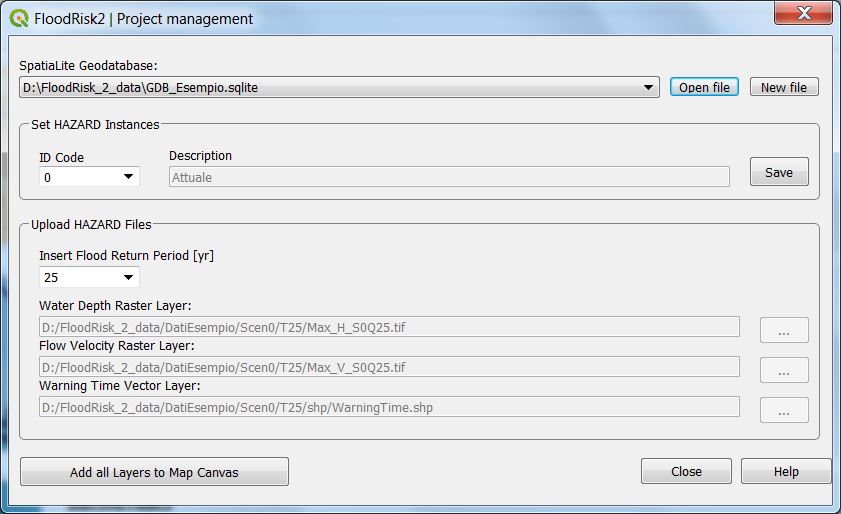 FloodRisk2 | Project management
SpatiaLite Geodatabase:
D:\FloodRisk_2_data\GDB_Esempio.sqlite
Open file
New file
Set HAZARD Instances
ID Code
Description
0
Attuale
Save
Upload HAZARD Files
Insert Flood Return Period [yr]
25
Water Depth Raster Layer:
D:/FloodRisk_2_data/DatiEsempio/Scen0/T25/Max_H_S0Q25.tif
...
Flow Velocity Raster Layer:
D:/FloodRisk_2_data/DatiEsempio/Scen0/T25/Max_V_S0Q25.tif
...
Warning Time Vector Layer:
D:/FloodRisk_2_data/DatiEsempio/Scen0/T25/shp/WarningTime.shp
...
Add all Layers to Map Canvas
Close
Help